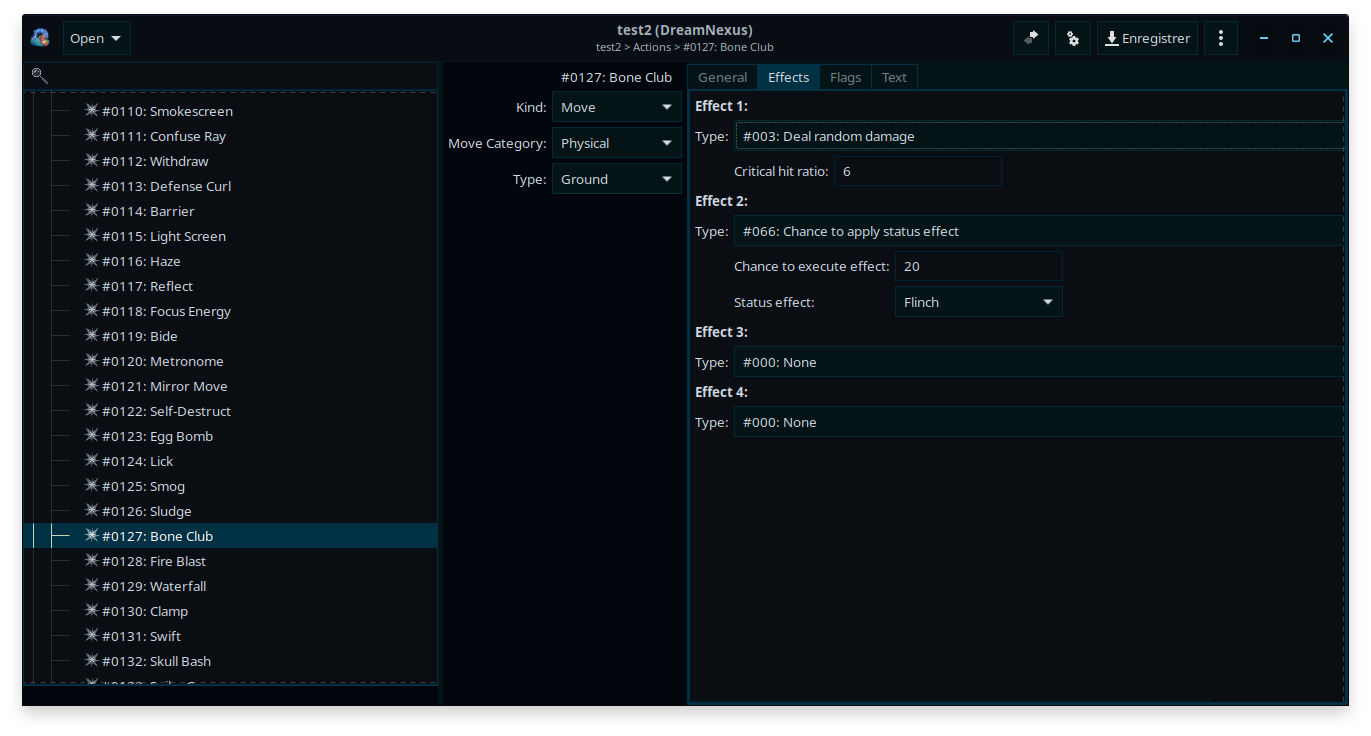 Open
test2 (DreamNexus)
test2 > Actions > #0127: Bone Club
Enregistrer
#0110: Smokescreen
#0111: Confuse Ray
#0112: Withdraw
#0113: Defense Curl
#0114: Barrier
#0115: Light Screen
#0116: Haze
#0117: Reflect
#0118: Focus Energy
#0119: Bide
#0120: Metronome
#0121: Mirror Move
#0122: Self-Destruct
#0123: Egg Bomb
#0124: Lick
#0125: Smog
#0126: Sludge
#0127: Bone Club
#0128: Fire Blast
#0129: Waterfall
#0130: Clamp
#0131: Swift
#0132: Skull Bash
#0127: Bone Club
Kind: Move
Move Category: Physical
Type: Ground
General Effects Flags Text
Effect 1:
Type: #003: Deal random damage
Critical hit ratio: 6
Effect 2:
Type: #066: Chance to apply status effect
Chance to execute effect: 20
Status effect: Flinch
Effect 3:
Type: #000: None
Effect 4:
Type: #000: None